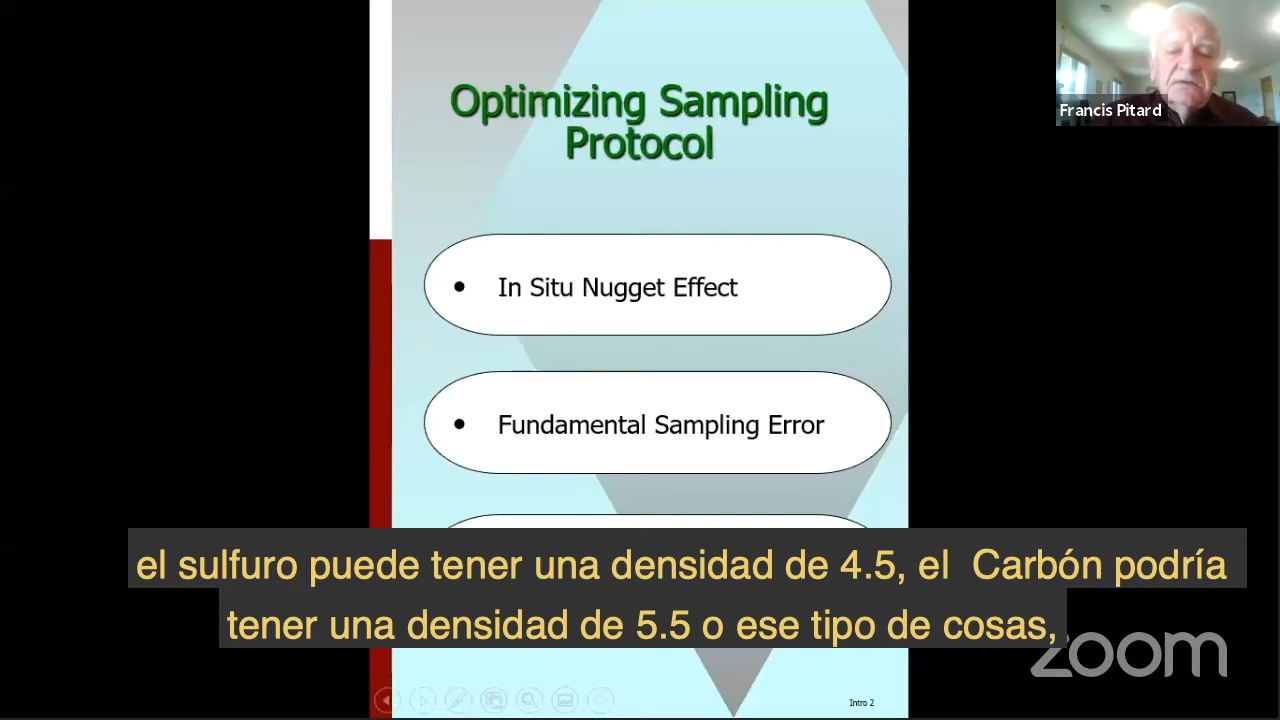 Optimizing Sampling
Protocol
Francis Pitard
• In Situ Nugget Effect
• Fundamental Sampling Error
el sulfuro puede tener una densidad de 4.5, el  Carbón podría
tener una densidad de 5.5 o ese tipo de cosas,
zoom
Intro 2